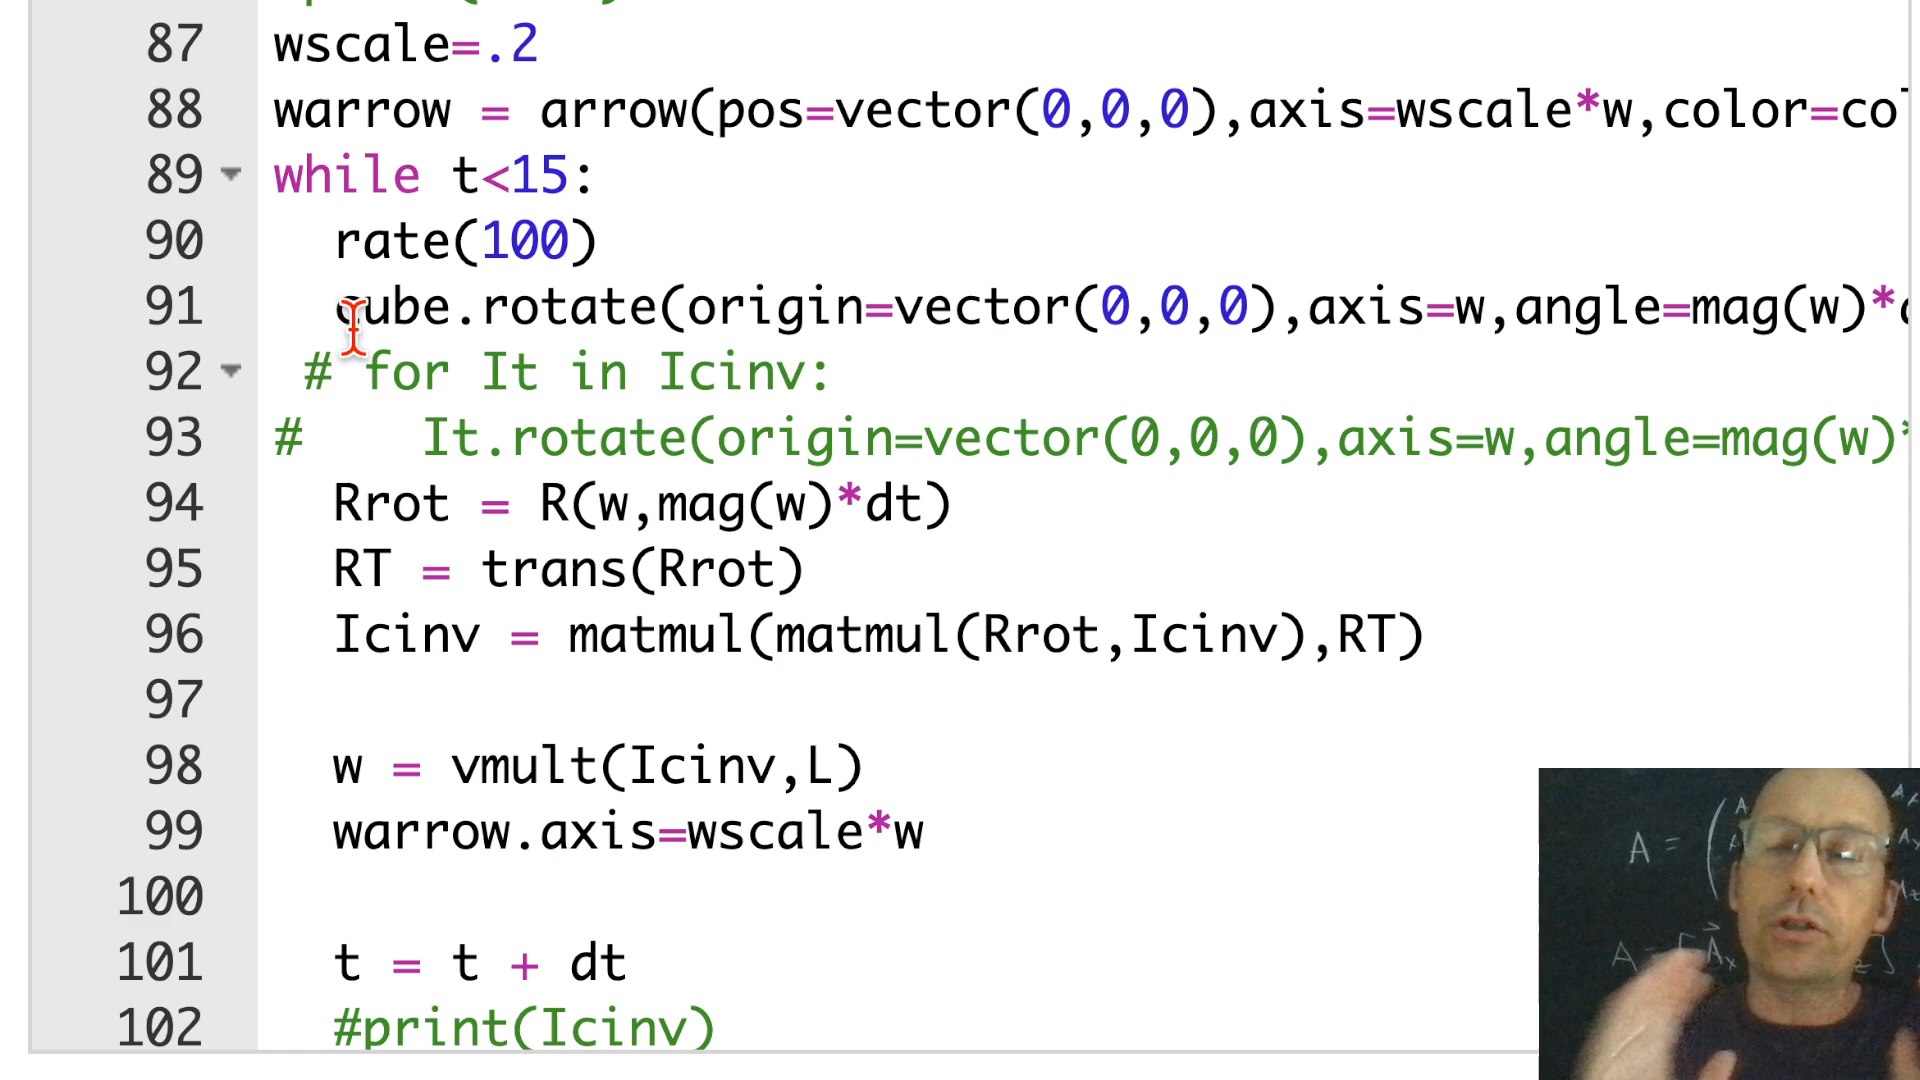 87 wscale=.2
88 warrow = arrow(pos=vector(0,0,0),axis=wscale*w,color=co
89 while t<15:
90 rate(100)
91 cube.rotate(origin=vector(0,0,0),axis=w,angle=mag(w)*
92 # for It in Icinv:
93 # It.rotate(origin=vector(0,0,0),axis=w,angle=mag(w)*
94 Rrot = R(w,mag(w)*dt)
95 RT = trans(Rrot)
96 Icinv = matmul(matmul(Rrot,Icinv),RT)
97
98 w = vmult(Icinv,L)
99 warrow.axis=wscale*w
100
101 t = t + dt
102 #print(Icinv)
A = (
A = [